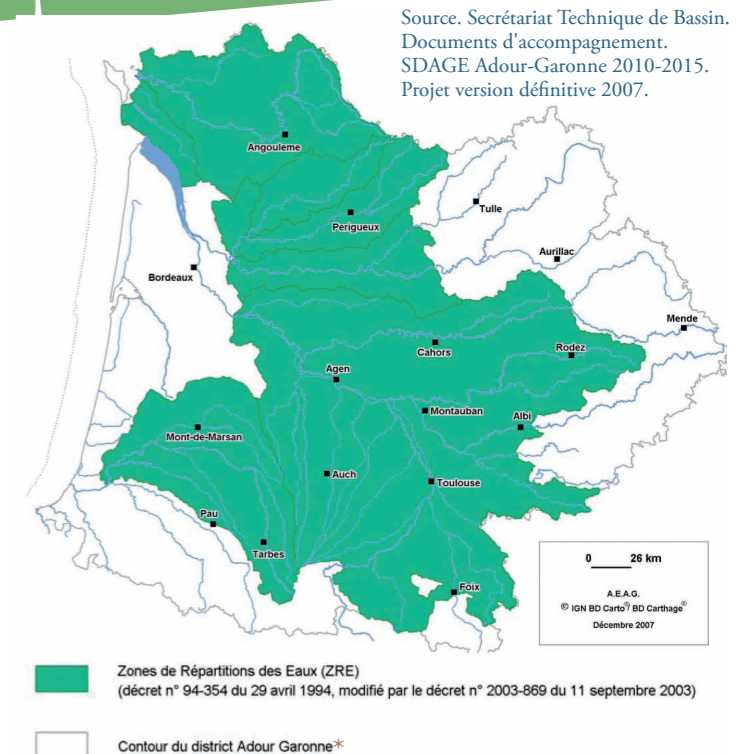 Source. Secrétariat Technique de Bassin.
Documents d'accompagnement.
SDAGE Adour-Garonne 2010-2015.
Projet version définitive 2007.
Angouleme
Tulle
Perigueux
Aurillac
Bordeaux
Mende
Cahors
Rodez
Agen
Montauban
Albi
Mont-de-Marsan
Auch
Toulouse
Pau
Tarbes
Foix
0 26 km
A.E.A.G.
© IGN BD Carto® BD Carthage®
Décembre 2007
Zones de Répartitions des Eaux (ZRE)
(décret n° 94-354 du 29 avril 1994, modifié par le décret n° 2003-869 du 11 septembre 2003)
Contour du district Adour Garonne*